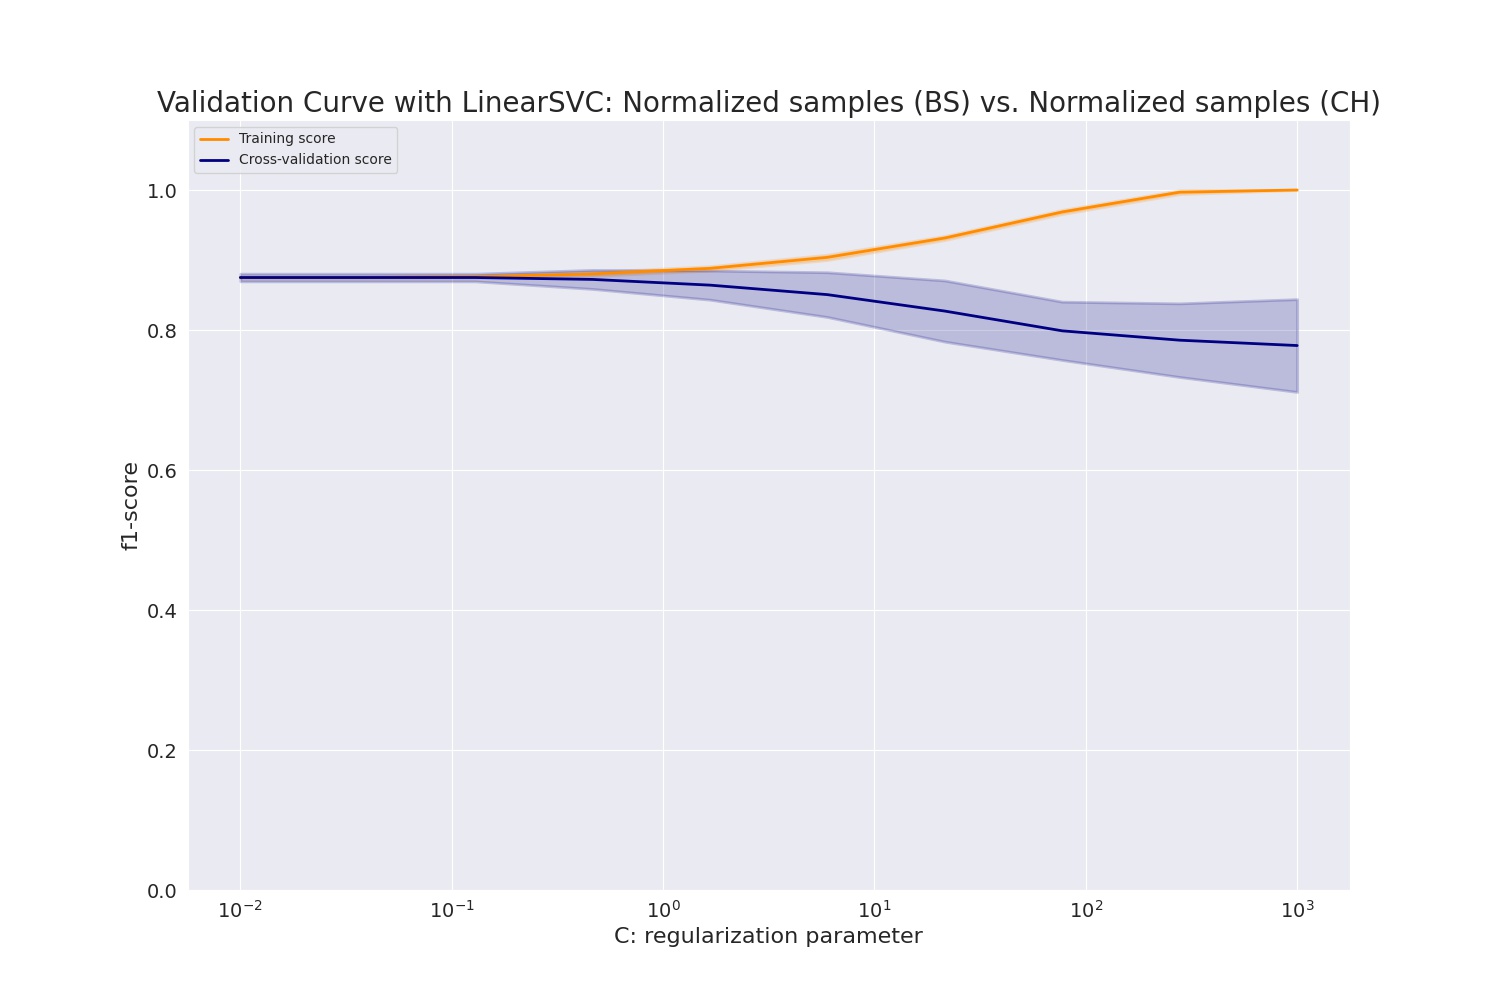 Validation Curve with LinearSVC: Normalized samples (BS) vs. Normalized samples (CH)
Training score
Cross-validation score
1.0
0.8
0.6
0.4
0.2
0.0
f1-score
10⁻² 10⁻¹ 10⁰ 10¹ 10² 10³
C: regularization parameter